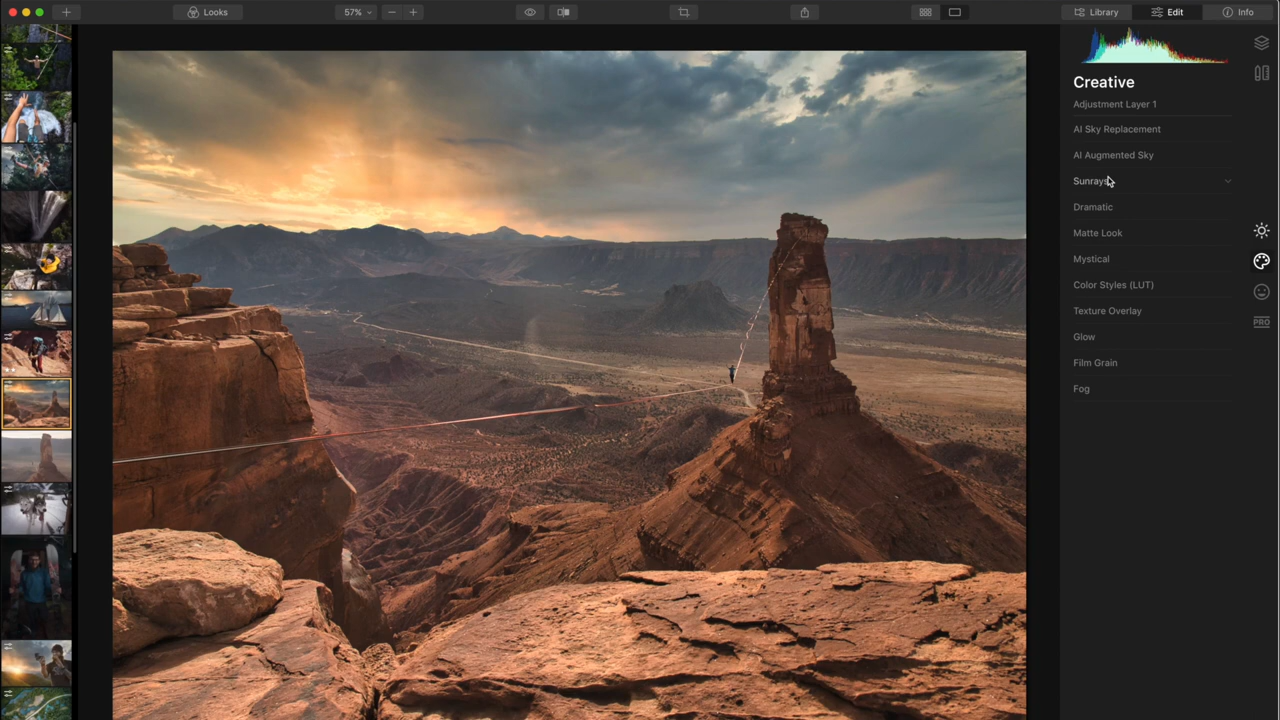 Looks
57%
Library
Edit
Info
Creative
Adjustment Layer 1
AI Sky Replacement
AI Augmented Sky
Sunrays
Dramatic
Matte Look
Mystical
Color Styles (LUT)
Texture Overlay
Glow
Film Grain
Fog
PRO